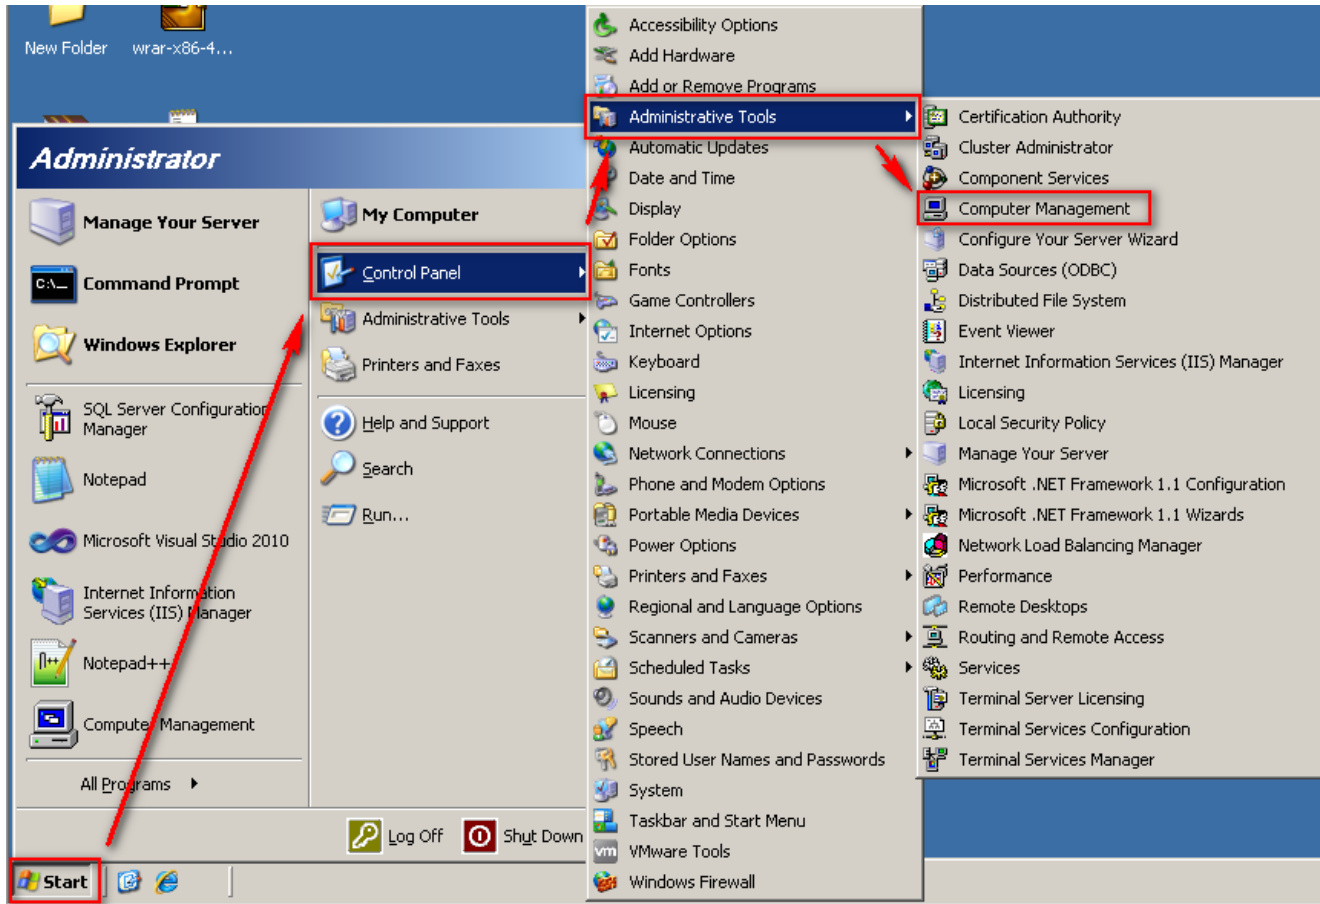 New Folder
wrar-x86-4...
Administrator
Manage Your Server
Command Prompt
Windows Explorer
SQL Server Configuration
Manager
Notepad
Microsoft Visual Studio 2010
Internet Information
Services (IIS) Manager
Notepad++
Computer Management
All Programs
My Computer
Control Panel
Administrative Tools
Printers and Faxes
Help and Support
Search
Run...
Log Off
Shut Down
Start
Accessibility Options
Add Hardware
Add or Remove Programs
Administrative Tools
Automatic Updates
Date and Time
Display
Folder Options
Fonts
Game Controllers
Internet Options
Keyboard
Licensing
Mouse
Network Connections
Phone and Modem Options
Portable Media Devices
Power Options
Printers and Faxes
Regional and Language Options
Scanners and Cameras
Scheduled Tasks
Sounds and Audio Devices
Speech
Stored User Names and Passwords
System
Taskbar and Start Menu
VMware Tools
Windows Firewall
Certification Authority
Cluster Administrator
Component Services
Computer Management
Configure Your Server Wizard
Data Sources (ODBC)
Distributed File System
Event Viewer
Internet Information Services (IIS) Manager
Licensing
Local Security Policy
Manage Your Server
Microsoft .NET Framework 1.1 Configuration
Microsoft .NET Framework 1.1 Wizards
Network Load Balancing Manager
Performance
Remote Desktops
Routing and Remote Access
Services
Terminal Server Licensing
Terminal Services Configuration
Terminal Services Manager